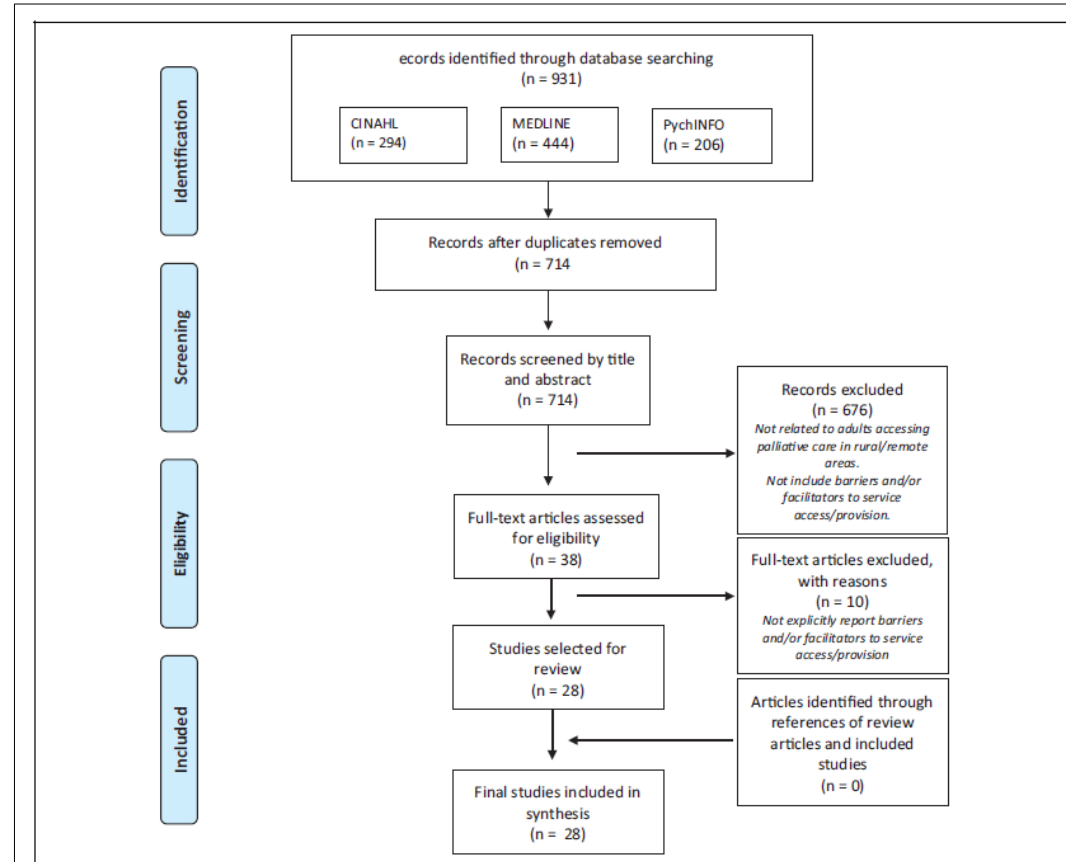 Identification
ecords identified through database searching
(n = 931)
CINAHL
(n = 294)
MEDLINE
(n = 444)
PychINFO
(n = 206)
Records after duplicates removed
(n = 714
Screening
Records screened by title
and abstract
(n = 714)
Records excluded
(n = 676)
Not related to adults accessing
palliative care in rural/remote
areas.
Not include barriers and/or
facilitators to service
access/provision.
Eligibility
Full-text articles assessed
for eligibility
(n = 38)
Full-text articles excluded,
with reasons
(n = 10)
Not explicitly report barriers
and/or facilitators to service
access/provision
Studies selected for
review
(n = 28)
Included
Articles identified through
references of review
articles and included
studies
(n = 0)
Final studies included in
synthesis
(n = 28)